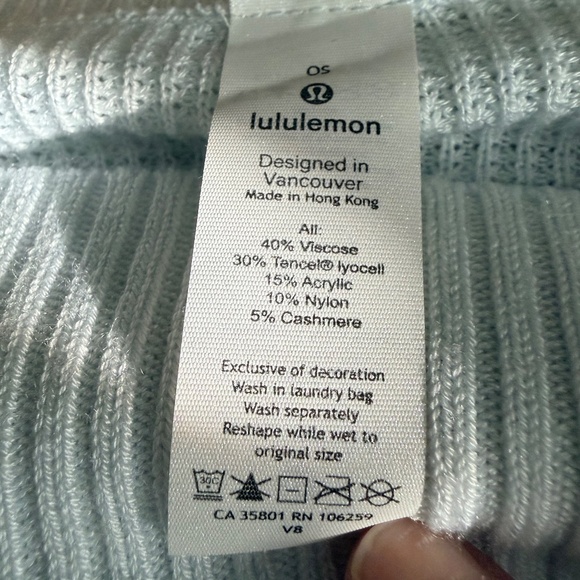 OS
lululemon
Designed in
Vancouver
Made in Hong Kong
All:
40% Viscose
30% Tencel® lyocell
15% Acrylic
10% Nylon
5% Cashmere
Exclusive of decoration
Wash in laundry bag
Wash separately
Reshape while wet to
original size
30C
CA 35801 RN 106259
V8